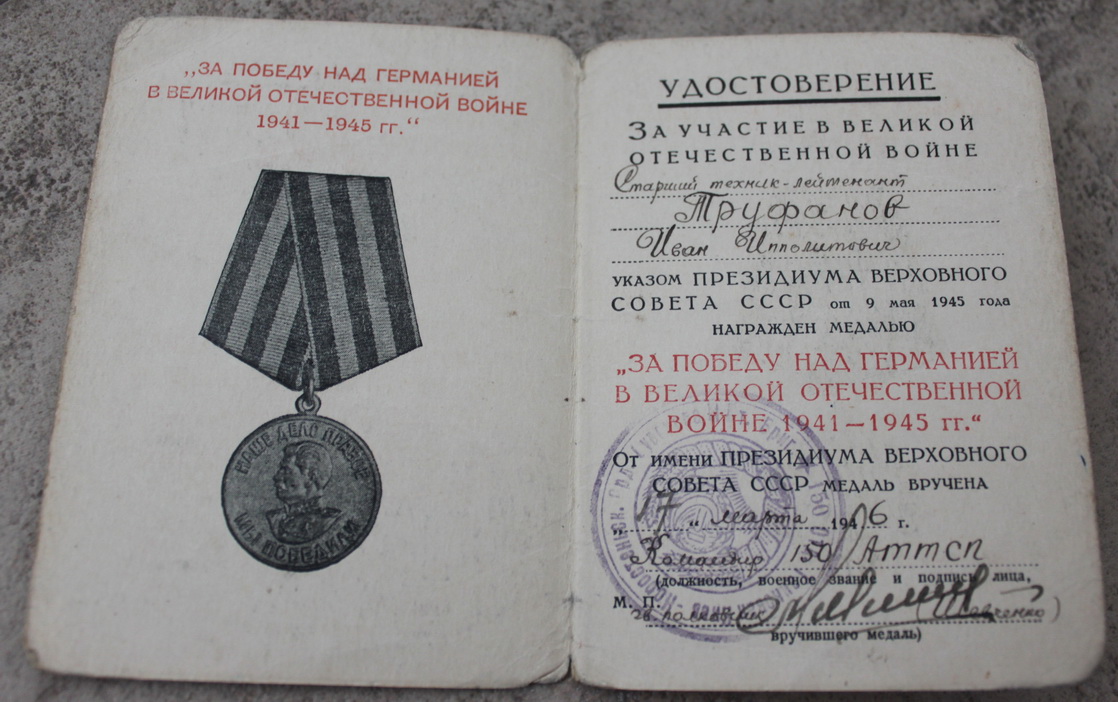 „ЗА ПОБЕДУ НАД ГЕРМАНИЕЙ
В ВЕЛИКОЙ ОТЕЧЕСТВЕННОЙ ВОЙНЕ
1941—1945 гг.“
НАШЕ ДЕЛО ПРАВОЕ
МЫ ПОБЕДИЛИ
УДОСТОВЕРЕНИЕ
ЗА УЧАСТИЕ В ВЕЛИКОЙ
ОТЕЧЕСТВЕННОЙ ВОЙНЕ
Старший техник-лейтенант
Труфанов
Иван Ипполитович
УКАЗОМ ПРЕЗИДИУМА ВЕРХОВНОГО
СОВЕТА СССР от 9 мая 1945 года
НАГРАЖДЕН МЕДАЛЬЮ
„ЗА ПОБЕДУ НАД ГЕРМАНИЕЙ
В ВЕЛИКОЙ ОТЕЧЕСТВЕННОЙ
ВОЙНЕ 1941—1945 гг.“
ОТ ИМЕНИ ПРЕЗИДИУМА ВЕРХОВНОГО
СОВЕТА СССР МЕДАЛЬ ВРУЧЕНА
„17“ марта 1946 г.
Командир 150 Аттсп
(должность, военное звание и подпись лица,
М. П.
гв. полковник
вручившего медаль)